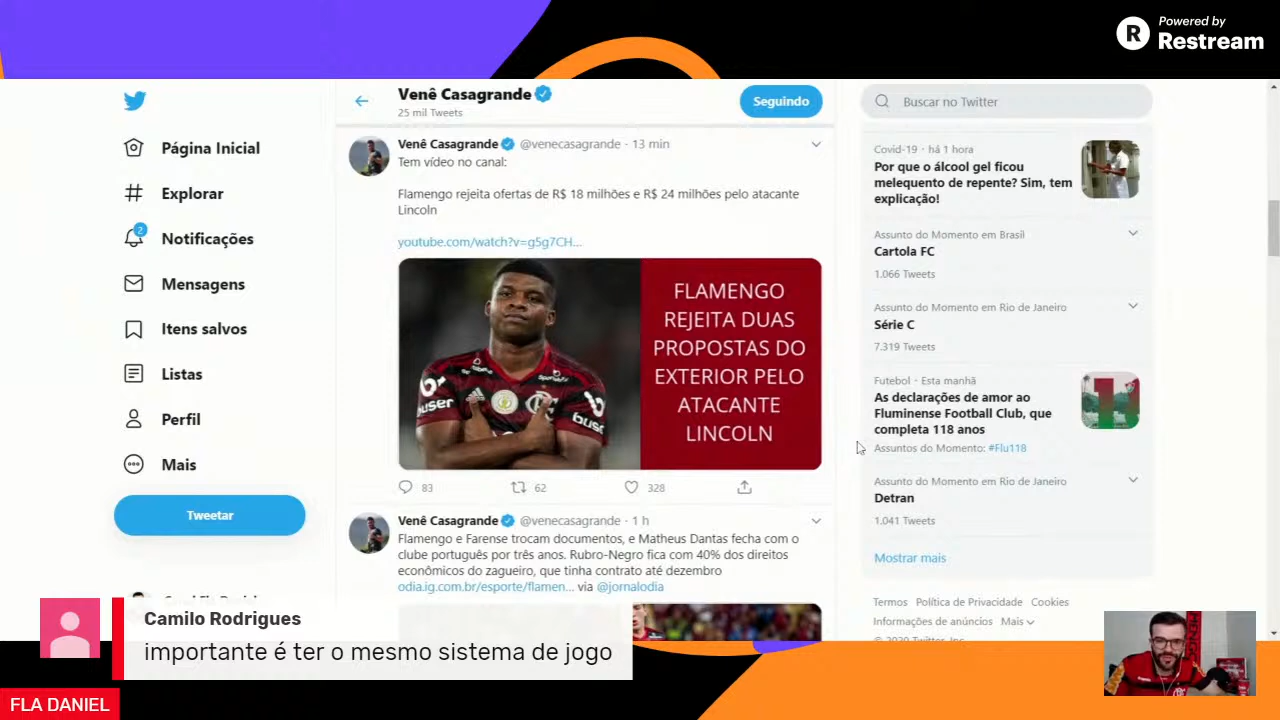 Powered by
R Restream
Venê Casagrande
25 mil Tweets
Seguindo
Buscar no Twitter
Página Inicial
Explorar
2
Notificações
Mensagens
Itens salvos
Listas
Perfil
Mais
Tweetar
Venê Casagrande @venecasagrande · 13 min
Tem vídeo no canal:
Flamengo rejeita ofertas de R$ 18 milhões e R$ 24 milhões pelo atacante
Lincoln
youtube.com/watch?v=g5g7CH...
buser
FLAMENGO
REJEITA DUAS
PROPOSTAS DO
EXTERIOR PELO
ATACANTE
LINCOLN
83 62 328
Venê Casagrande @venecasagrande · 1 h
Flamengo e Farense trocam documentos, e Matheus Dantas fecha com o
clube português por três anos. Rubro-Negro fica com 40% dos direitos
econômicos do zagueiro, que tinha contrato até dezembro
odia.ig.com.br/esporte/flamen... via @jornalodia
Covid-19 · há 1 hora
Por que o álcool gel ficou
melequento de repente? Sim, tem
explicação!
Assunto do Momento em Brasil
Cartola FC
1.066 Tweets
Assunto do Momento em Rio de Janeiro
Série C
7.319 Tweets
Futebol · Esta manhã
As declarações de amor ao
Fluminense Football Club, que
completa 118 anos
Assuntos do Momento: #Flu118
Assunto do Momento em Rio de Janeiro
Detran
1.041 Tweets
Mostrar mais
Termos Política de Privacidade Cookies
Informações de anúncios Mais
© 2020 Twitter, Inc.
Camilo Rodrigues
importante é ter o mesmo sistema de jogo
FLA DANIEL